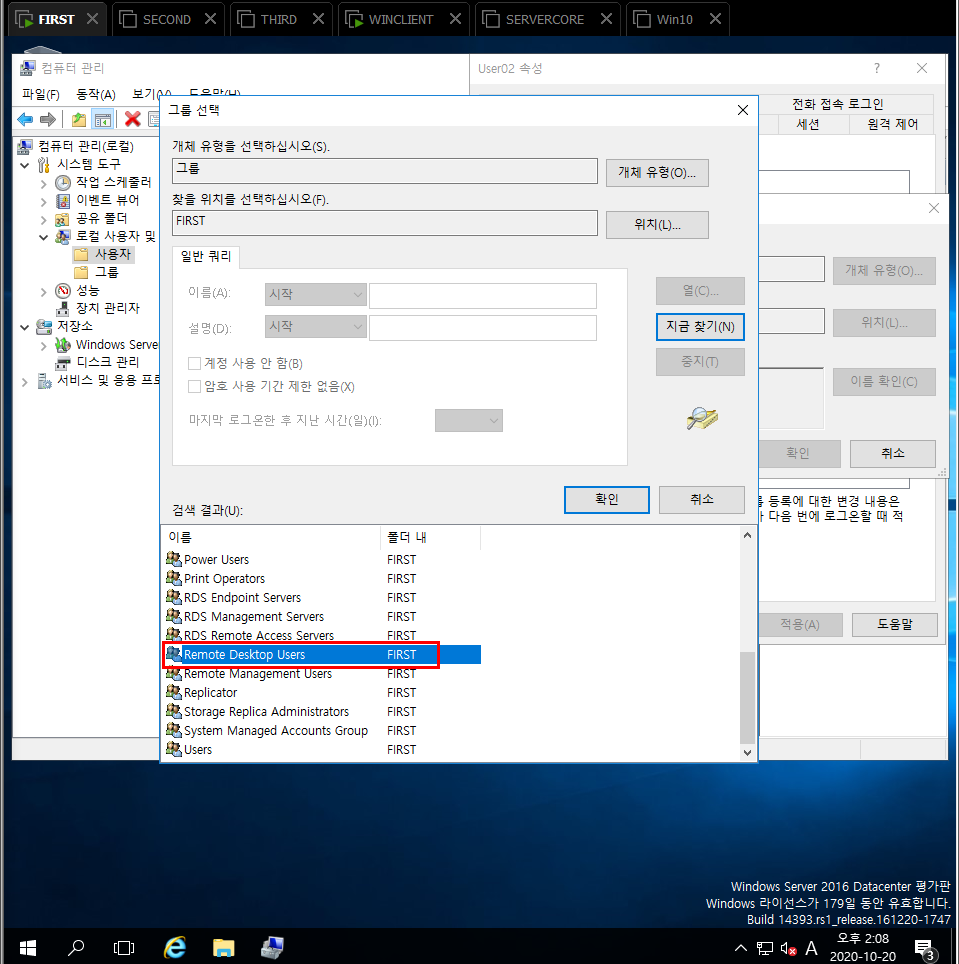 FIRST
SECOND
THIRD
WINCLIENT
SERVERCORE
Win10
컴퓨터 관리
파일(F) 동작(A) 보기(V) 도움말(H)
컴퓨터 관리(로컬)
시스템 도구
작업 스케줄러
이벤트 뷰어
공유 폴더
로컬 사용자 및
사용자
그룹
성능
장치 관리자
저장소
Windows Server
디스크 관리
서비스 및 응용 프로
User02 속성
?
전화 접속 로그인
세션
원격 제어
그룹 선택
개체 유형을 선택하십시오(S).
그룹
개체 유형(O)...
찾을 위치를 선택하십시오(F).
FIRST
위치(L)...
일반 쿼리
이름(A):
시작
설명(D):
시작
계정 사용 안 함(B)
암호 사용 기간 제한 없음(X)
마지막 로그온한 후 지난 시간(일)(I):
열(C)...
지금 찾기(N)
중지(T)
확인
취소
검색 결과(U):
이름 폴더 내
Power Users FIRST
Print Operators FIRST
RDS Endpoint Servers FIRST
RDS Management Servers FIRST
RDS Remote Access Servers FIRST
Remote Desktop Users FIRST
Remote Management Users FIRST
Replicator FIRST
Storage Replica Administrators FIRST
System Managed Accounts Group FIRST
Users FIRST
개체 유형(O)...
위치(L)...
이름 확인(C)
확인
취소
등록에 대한 변경 내용은
다음 번에 로그온할 때 적
적용(A)
도움말
Windows Server 2016 Datacenter 평가판
Windows 라이선스가 179일 동안 유효합니다.
Build 14393.rs1_release.161220-1747
A
오후 2:08
2020-10-20
3